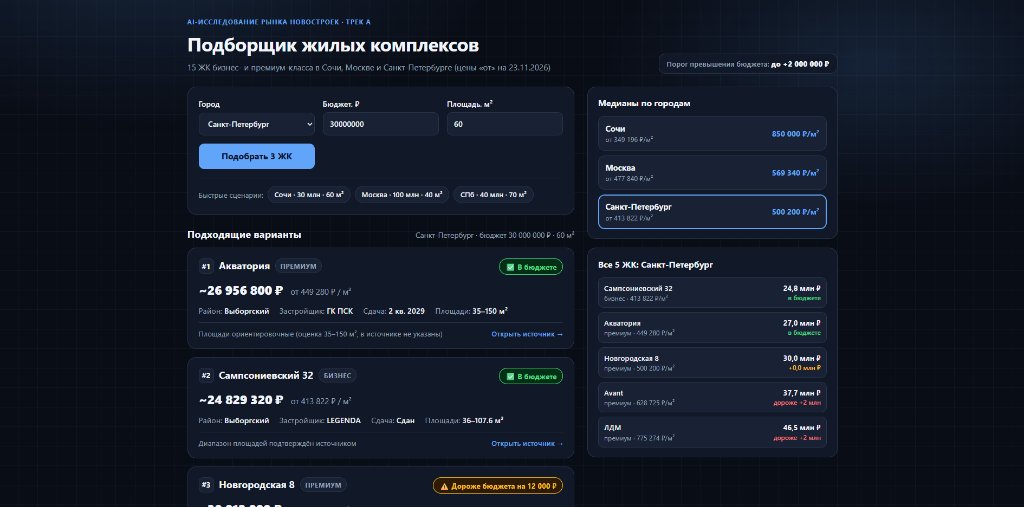 AI-ИССЛЕДОВАНИЕ РЫНКА НОВОСТРОЕК · ТРЕК А
Подборщик жилых комплексов
15 ЖК бизнес- и премиум-класса в Сочи, Москве и Санкт-Петербурге (цены «от» на 23.11.2026)
Порог превышения бюджета: до +2 000 000 ₽
Город
Бюджет, ₽
Площадь, м²
Санкт-Петербург
30000000
60
Подобрать 3 ЖК
Быстрые сценарии:
Сочи · 30 млн · 60 м²
Москва · 100 млн · 40 м²
СПб · 40 млн · 70 м²
Подходящие варианты
Санкт-Петербург · бюджет 30 000 000 ₽ · 60 м²
#1 Акватория ПРЕМИУМ
В бюджете
~26 956 800 ₽ от 449 280 ₽ / м²
Район: Выборгский Застройщик: ГК ПСК Сдача: 2 кв. 2029 Площади: 35–150 м²
Площади ориентировочные (оценка 35–150 м², в источнике не указаны)
Открыть источник →
#2 Сампсониевский 32 БИЗНЕС
В бюджете
~24 829 320 ₽ от 413 822 ₽ / м²
Район: Выборгский Застройщик: LEGENDA Сдача: Сдан Площади: 36–107.6 м²
Диапазон площадей подтверждён источником
Открыть источник →
#3 Новгородская 8 ПРЕМИУМ
Дороже бюджета на 12 000 ₽
Медианы по городам
Сочи
от 349 196 ₽/м²
850 000 ₽/м²
Москва
от 477 840 ₽/м²
569 340 ₽/м²
Санкт-Петербург
от 413 822 ₽/м²
500 200 ₽/м²
Все 5 ЖК: Санкт-Петербург
Сампсониевский 32
бизнес · 413 822 ₽/м²
24,8 млн ₽
в бюджете
Акватория
премиум · 449 280 ₽/м²
27,0 млн ₽
в бюджете
Новгородская 8
премиум · 500 200 ₽/м²
30,0 млн ₽
+0,0 млн ₽
Avant
премиум · 628 725 ₽/м²
37,7 млн ₽
дороже +2 млн
ЛДМ
премиум · 775 274 ₽/м²
46,5 млн ₽
дороже +2 млн